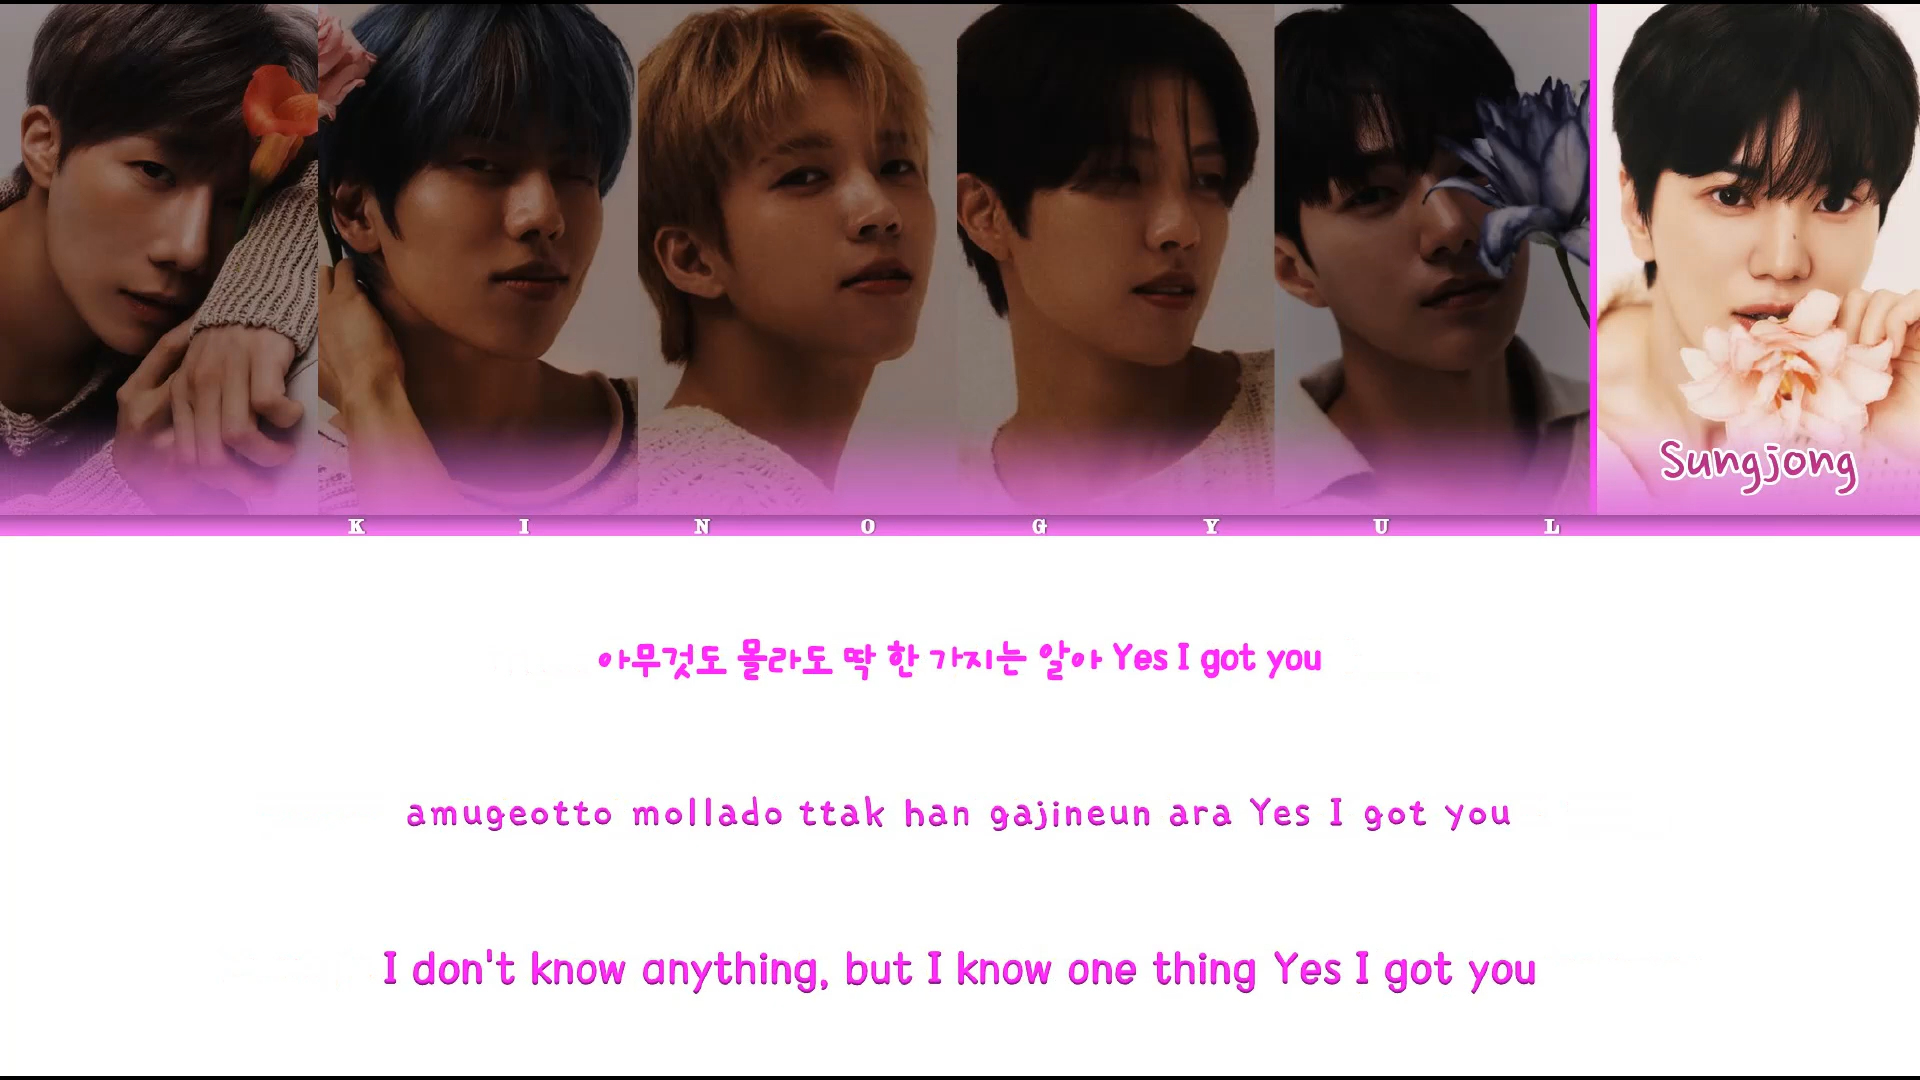 Sungjong
K I N O G Y U L
아무것도 몰라도 딱 한 가지는 알아 Yes I got you
amugeotto mollado ttak han gajineun ara Yes I got you
I don't know anything, but I know one thing Yes I got you